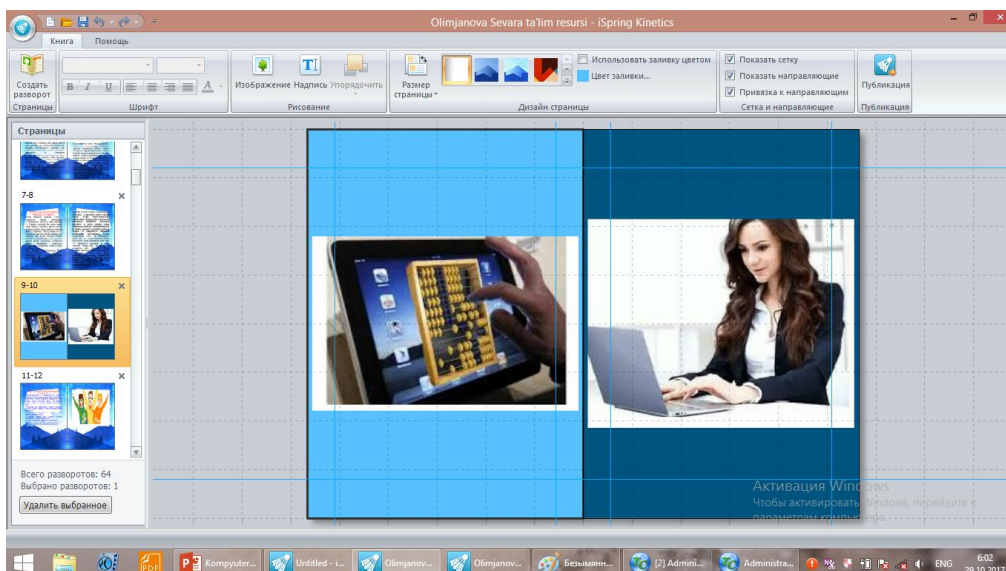 Olimjanova Sevara ta'lim resursi - iSpring Kinetics
Книга Помощь
Создать разворот
Изображение Надпись Упорядочить
Размер страницы
Использовать заливку цветом
Цвет заливки...
Показать сетку
Показать направляющие
Привязка к направляющим
Публикация
Страницы Шрифт Рисование Дизайн страницы Сетка и направляющие Публикация
Страницы
7-8
9-10
11-12
Всего разворотов: 64
Выбрано разворотов: 1
Удалить выбранное
Активация Windows
Чтобы активировать Windows, перейдите к
параметрам компьютера.
Kompyuter... Untitled - i... Olimjanov... Olimjanov... Безымянн... [2] Admini... Administra... ENG 6:02
29.10.2017